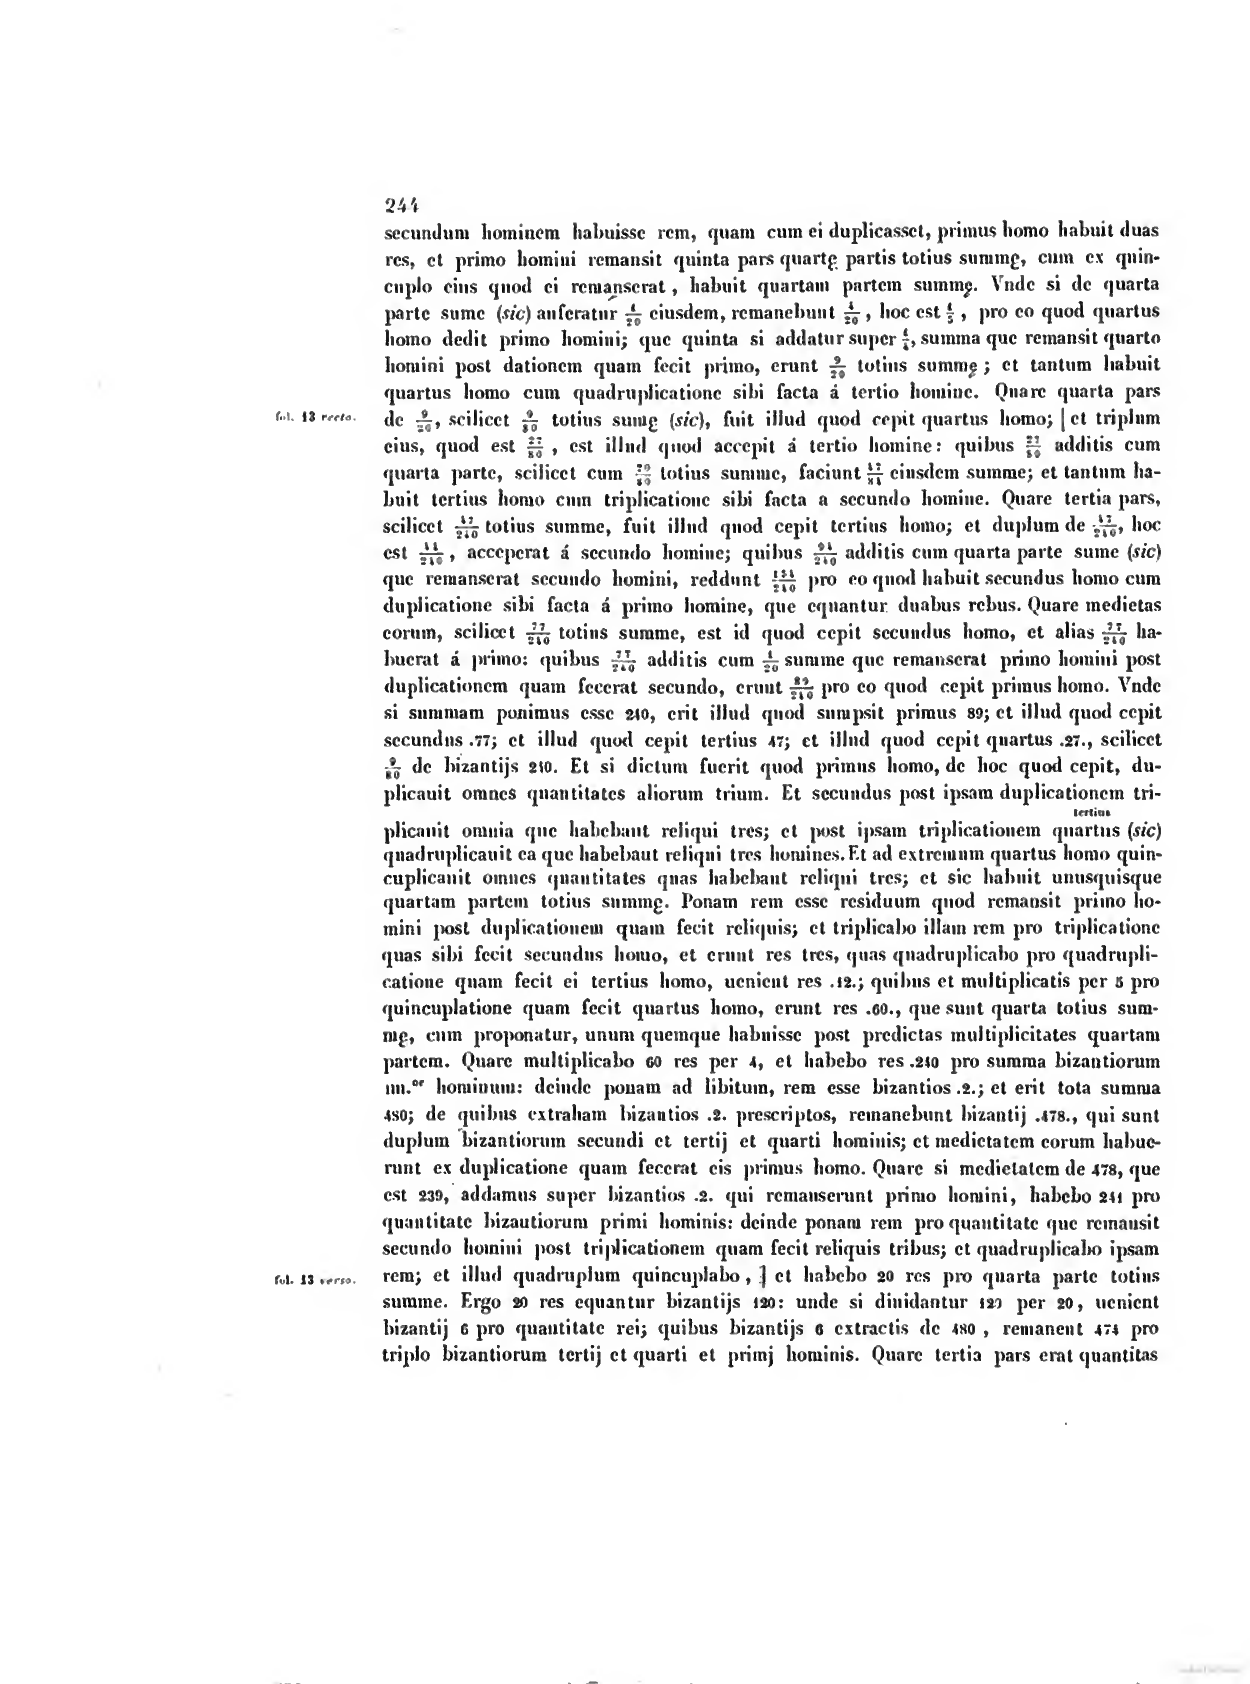 244
secundum hominem habuisse rem, quam cum ei duplicasset, primus homo habuit duas
res, et primo homini remansit quinta pars quartę partis totius summę, cum ex quin-
cuplo eius quod ei remanserat, habuit quartam partem summę. Vnde si de quarta
parte sume (sic) auferatur 1/20 eiusdem, remanebunt 4/20, hoc est 1/5, pro eo quod quartus
homo dedit primo homini; que quinta si addatur super 1/4, summa que remansit quarto
homini post dationem quam fecit primo, erunt 9/20 totius summę; et tantum habuit
quartus homo cum quadruplicatione sibi facta á tertio homine. Quare quarta pars
fol. 13 recto.
de 9/20, scilicet 9/80 totius sumę (sic), fuit illud quod cepit quartus homo; | et triplum
eius, quod est 27/80, est illud quod accepit á tertio homine: quibus 27/80 additis cum
quarta parte, scilicet cum 20/80 totius summe, faciunt eiusdem summe; et tantum ha-
buit tertius homo cum triplicatione sibi facta a secundo homine. Quare tertia pars,
scilicet 47/240 totius summe, fuit illud quod cepit tertius homo; et duplum de 47/240, hoc
est , acceperat á secundo homine; quibus 94/240 additis cum quarta parte sume (sic)
que remanserat secundo homini, reddunt 154/240 pro eo quod habuit secundus homo cum
duplicatione sibi facta á primo homine, que equantur duabus rebus. Quare medietas
eorum, scilicet 77/240 totius summe, est id quod cepit secundus homo, et alias 77/240 ha-
buerat á primo: quibus 77/240 additis cum 1/20 summe que remanserat primo homini post
duplicationem quam fecerat secundo, erunt 89/240 pro eo quod cepit primus homo. Vnde
si summam ponimus esse 240, erit illud quod sumpsit primus 89; et illud quod cepit
secundus .77; et illud quod cepit tertius 47; et illud quod cepit quartus .27., scilicet
9/80 de bizantijs 240. Et si dictum fuerit quod primus homo, de hoc quod cepit, du-
plicauit omnes quantitates aliorum trium. Et secundus post ipsam duplicationem tri-
tertius
plicauit omnia que habebant reliqui tres; et post ipsam triplicationem quartus (sic)
quadruplicauit ea que habebant reliqui tres homines. Et ad extremum quartus homo quin-
cuplicauit omnes quantitates quas habebant reliqui tres; et sic habuit unusquisque
quartam partem totius summę. Ponam rem esse residuum quod remansit primo ho-
mini post duplicationem quam fecit reliquis; et triplicabo illam rem pro triplicatione
quas sibi fecit secundus homo, et erunt res tres, quas quadruplicabo pro quadrupli-
catione quam fecit ei tertius homo, uenient res .12.; quibus et multiplicatis per 5 pro
quincuplatione quam fecit quartus homo, erunt res .60., que sunt quarta totius sum-
mę, cum proponatur, unum quemque habuisse post predictas multiplicitates quartam
partem. Quare multiplicabo 60 res per 4, et habebo res .240 pro summa bizantiorum
IIII.or hominum: deinde ponam ad libitum, rem esse bizantios .2.; et erit tota summa
480; de quibus extraham bizantios .2. prescriptos, remanebunt bizantij .478., qui sunt
duplum bizantiorum secundi et tertij et quarti hominis; et medietatem eorum habue-
runt ex duplicatione quam fecerat eis primus homo. Quare si medietatem de 478, que
est 239, addamus super bizantios .2. qui remanserunt primo homini, habebo 241 pro
quantitate bizantiorum primi hominis: deinde ponam rem pro quantitate que remansit
secundo homini post triplicationem quam fecit reliquis tribus; et quadruplicabo ipsam
fol. 13 verso.
rem; et illud quadruplum quincuplabo, | et habebo 20 res pro quarta parte totius
summe. Ergo 20 res equantur bizantijs 120: unde si diuidantur 120 per 20, uenient
bizantij 6 pro quantitate rei; quibus bizantijs 6 extractis de 480, remanent 474 pro
triplo bizantiorum tertij et quarti et primj hominis. Quare tertia pars erat quantitas